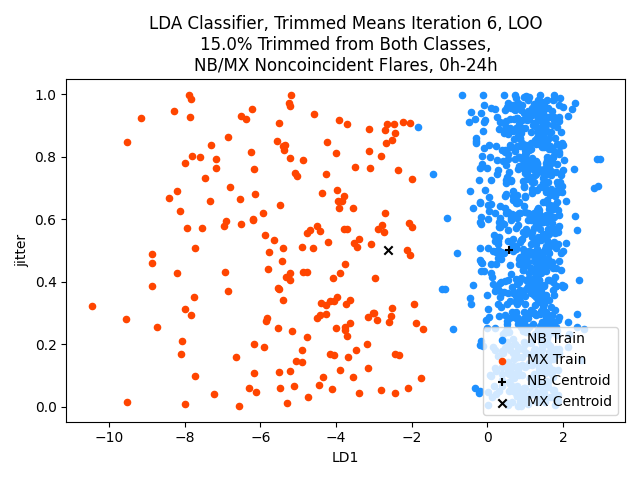 LDA Classifier, Trimmed Means Iteration 6, LOO
15.0% Trimmed from Both Classes,
NB/MX Noncoincident Flares, 0h-24h
1.0
0.8
0.6
0.4
0.2
0.0
jitter
−10
−8
−6
−4
−2
0
2
LD1
NB Train
MX Train
NB Centroid
MX Centroid